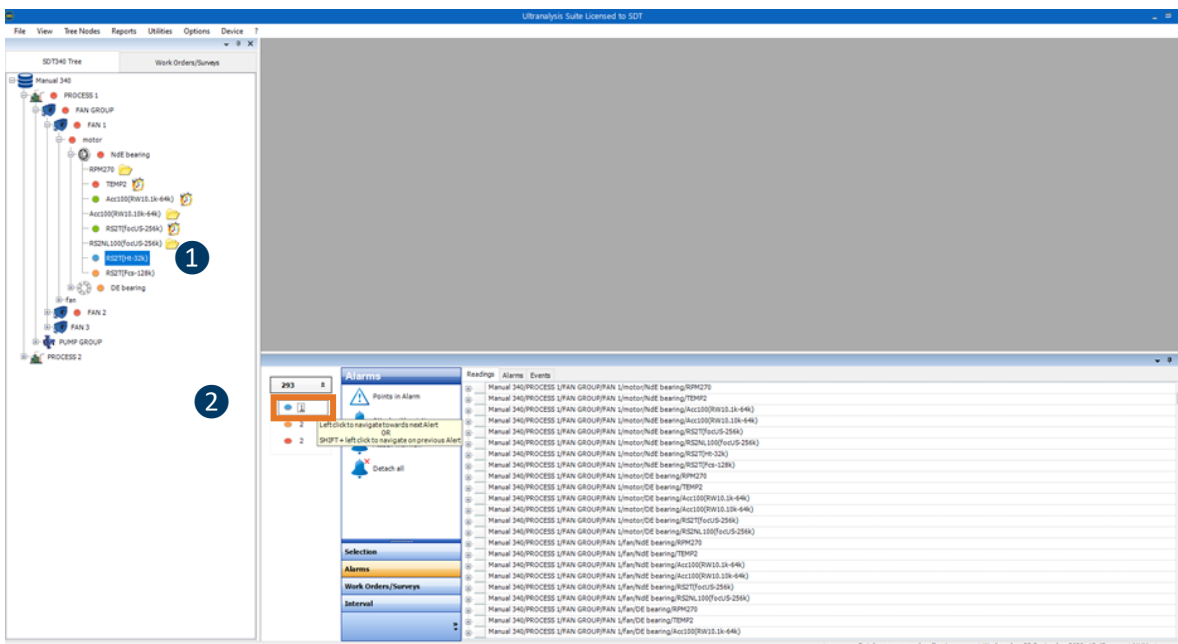 Ultranalysis Suite Licensed to SDT
File View Tree Nodes Reports Utilities Options Device ?
SDT340 Tree Work Orders/Surveys
Manual 340
PROCESS 1
FAN GROUP
FAN 1
motor
NdE bearing
RPM270
TEMP2
Acc100(RW10.1k-64k)
Acc100(RW10.10k-64k)
RS2T(focUS-256k)
RS2NL100(focUS-256k)
RS2T(Ht-32k)
RS2T(Fcs-128k)
DE bearing
fan
FAN 2
FAN 3
PUMP GROUP
PROCESS 2
1
2
293
1
2
2
Alarms
Points in Alarm
Left click to navigate towards next Alert
OR
SHIFT + left click to navigate on previous Alert
Detach all
Selection
Alarms
Work Orders/Surveys
Interval
Readings Alarms Events
Manual 340/PROCESS 1/FAN GROUP/FAN 1/motor/NdE bearing/RPM270
Manual 340/PROCESS 1/FAN GROUP/FAN 1/motor/NdE bearing/TEMP2
Manual 340/PROCESS 1/FAN GROUP/FAN 1/motor/NdE bearing/Acc100(RW10.1k-64k)
Manual 340/PROCESS 1/FAN GROUP/FAN 1/motor/NdE bearing/Acc100(RW10.10k-64k)
Manual 340/PROCESS 1/FAN GROUP/FAN 1/motor/NdE bearing/RS2T(focUS-256k)
Manual 340/PROCESS 1/FAN GROUP/FAN 1/motor/NdE bearing/RS2NL100(focUS-256k)
Manual 340/PROCESS 1/FAN GROUP/FAN 1/motor/NdE bearing/RS2T(Ht-32k)
Manual 340/PROCESS 1/FAN GROUP/FAN 1/motor/NdE bearing/RS2T(Fcs-128k)
Manual 340/PROCESS 1/FAN GROUP/FAN 1/motor/DE bearing/RPM270
Manual 340/PROCESS 1/FAN GROUP/FAN 1/motor/DE bearing/TEMP2
Manual 340/PROCESS 1/FAN GROUP/FAN 1/motor/DE bearing/Acc100(RW10.1k-64k)
Manual 340/PROCESS 1/FAN GROUP/FAN 1/motor/DE bearing/Acc100(RW10.10k-64k)
Manual 340/PROCESS 1/FAN GROUP/FAN 1/motor/DE bearing/RS2T(focUS-256k)
Manual 340/PROCESS 1/FAN GROUP/FAN 1/motor/DE bearing/RS2NL100(focUS-256k)
Manual 340/PROCESS 1/FAN GROUP/FAN 1/fan/NdE bearing/RPM270
Manual 340/PROCESS 1/FAN GROUP/FAN 1/fan/NdE bearing/TEMP2
Manual 340/PROCESS 1/FAN GROUP/FAN 1/fan/NdE bearing/Acc100(RW10.1k-64k)
Manual 340/PROCESS 1/FAN GROUP/FAN 1/fan/NdE bearing/Acc100(RW10.10k-64k)
Manual 340/PROCESS 1/FAN GROUP/FAN 1/fan/NdE bearing/RS2T(focUS-256k)
Manual 340/PROCESS 1/FAN GROUP/FAN 1/fan/NdE bearing/RS2NL100(focUS-256k)
Manual 340/PROCESS 1/FAN GROUP/FAN 1/fan/DE bearing/RPM270
Manual 340/PROCESS 1/FAN GROUP/FAN 1/fan/DE bearing/TEMP2
Manual 340/PROCESS 1/FAN GROUP/FAN 1/fan/DE bearing/Acc100(RW10.1k-64k)